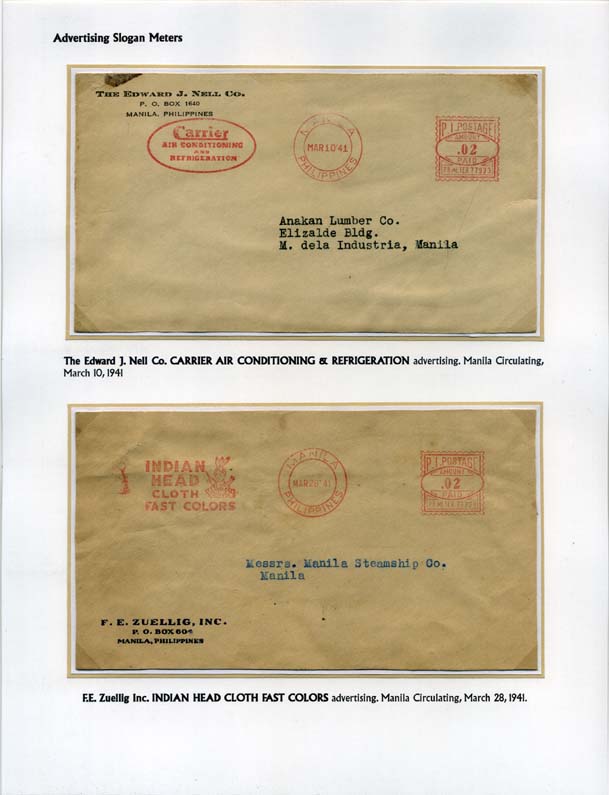 Advertising Slogan Meters
THE EDWARD J. NELL CO.
P. O. BOX 1640
MANILA, PHILIPPINES
Carrier
AIR CONDITIONING
AND
REFRIGERATION
MANILA
MAR 10 '41
PHILIPPINES
P.I. POSTAGE
AMOUNT
.02
PAID
Anakan Lumber Co.
Elizalde Bldg.
M. dela Industria, Manila
The Edward J. Nell Co. CARRIER AIR CONDITIONING & REFRIGERATION advertising. Manila Circulating,
March 10, 1941
INDIAN
HEAD
CLOTH
FAST COLORS
MANILA
MAR 28 '41
PHILIPPINES
P.I. POSTAGE
AMOUNT
.02
PAID
Messrs. Manila Steamship Co.
Manila
F. E. ZUELLIG, INC.
P. O. BOX 604
MANILA, PHILIPPINES
F.E. Zuellig Inc. INDIAN HEAD CLOTH FAST COLORS advertising. Manila Circulating, March 28, 1941.